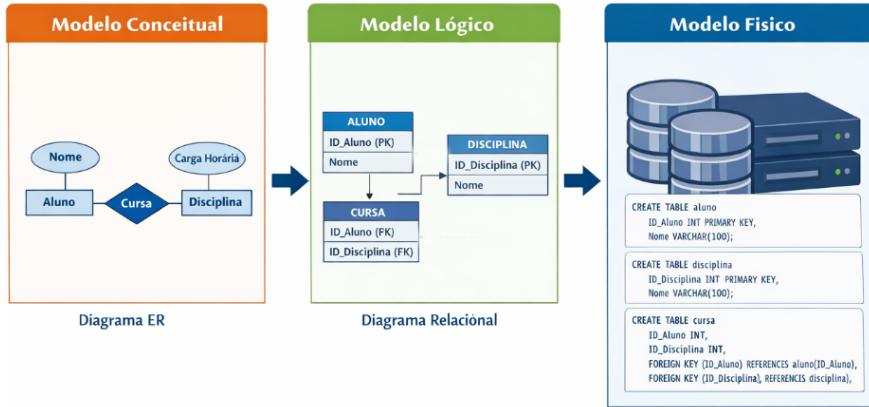 Modelo Conceitual
Nome
Carga Horáriá
Aluno
Cursa
Disciplina
Diagrama ER
Modelo Lógico
ALUNO
ID_Aluno (PK)
Nome
DISCIPLINA
ID_Disciplina (PK)
Nome
CURSA
ID_Aluno (FK)
ID_Disciplina (FK)
Diagrama Relaciónal
Modelo Fisico
CREATE TABLE aluno
ID_Aluno INT PRIMARY KEY,
Nome VARCHAR(100);
CREATE TABLE disciplina
ID_Disciplina INT PRIMARY KEY,
Nome VARCHAR(100);
CREATE TABLE cursa
ID_Aluno INT,
ID_Disciplina INT,
FOREIGN KEY (ID_Aluno) REFERENCES aluno(ID_Aluno),
FOREIGN KEY (ID_Disciplina), REFERENCIS disciplina),